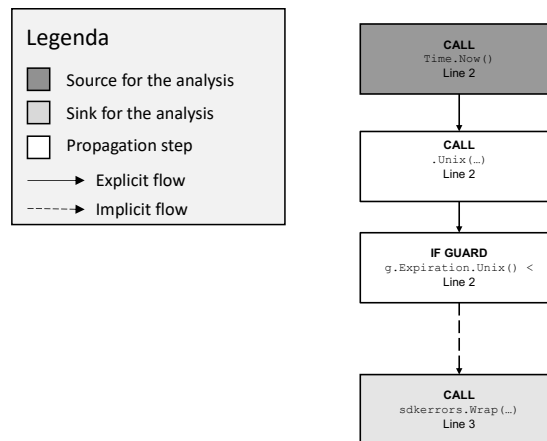 Legenda
Source for the analysis
Sink for the analysis
Propagation step
Explicit flow
Implicit flow
CALL
Time.Now()
Line 2
CALL
.Unix(…)
Line 2
IF GUARD
g.Expiration.Unix() <
Line 2
CALL
sdkerrors.Wrap(…)
Line 3